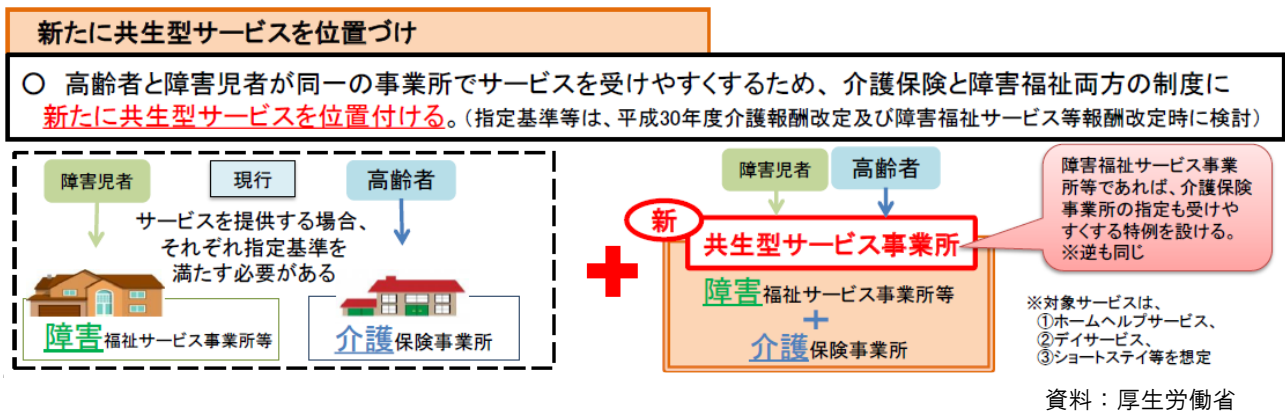 新たに共生型サービスを位置づけ
○ 高齢者と障害児者が同一の事業所でサービスを受けやすくするため、介護保険と障害福祉両方の制度に
新たに共生型サービスを位置付ける。(指定基準等は、平成30年度介護報酬改定及び障害福祉サービス等報酬改定時に検討)
障害児者
現行
高齢者
サービスを提供する場合、
それぞれ指定基準を
満たす必要がある
障害福祉サービス事業所等
介護保険事業所
障害児者
高齢者
新
共生型サービス事業所
障害福祉サービス事業所等
+
介護保険事業所
障害福祉サービス事業
所等であれば、介護保険
事業所の指定も受けや
すくする特例を設ける。
※逆も同じ
※対象サービスは、
①ホームヘルプサービス、
②デイサービス、
③ショートステイ等を想定
資料：厚生労働省